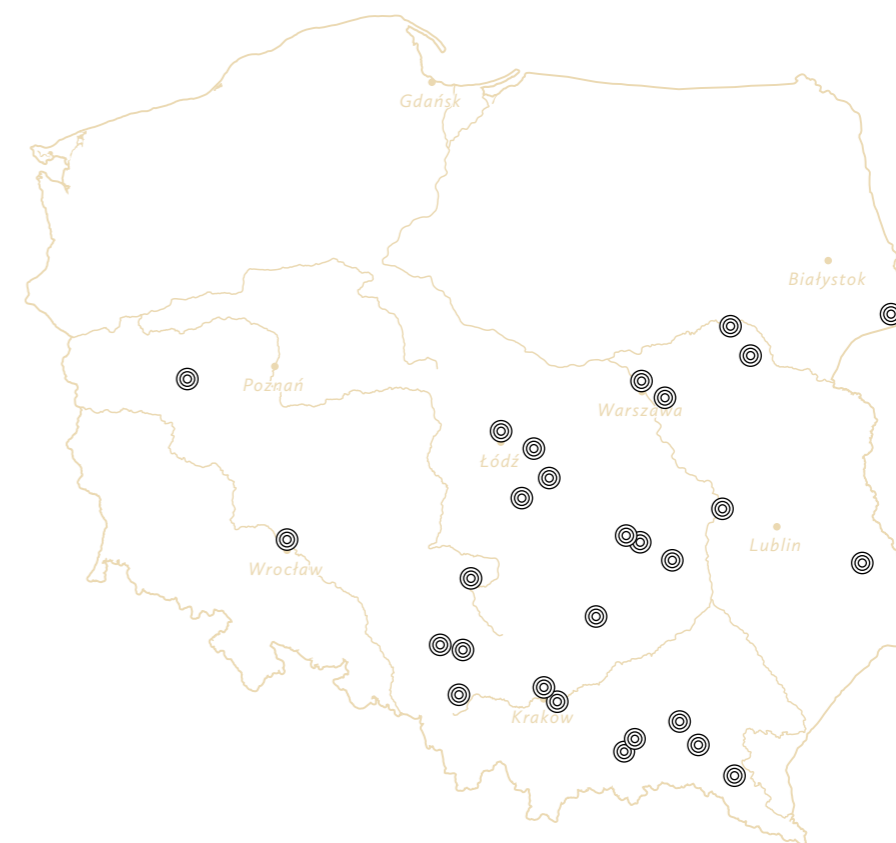 Gdańsk
Białystok
Poznań
Warszawa
Łódź
Lublin
Wrocław
Kraków